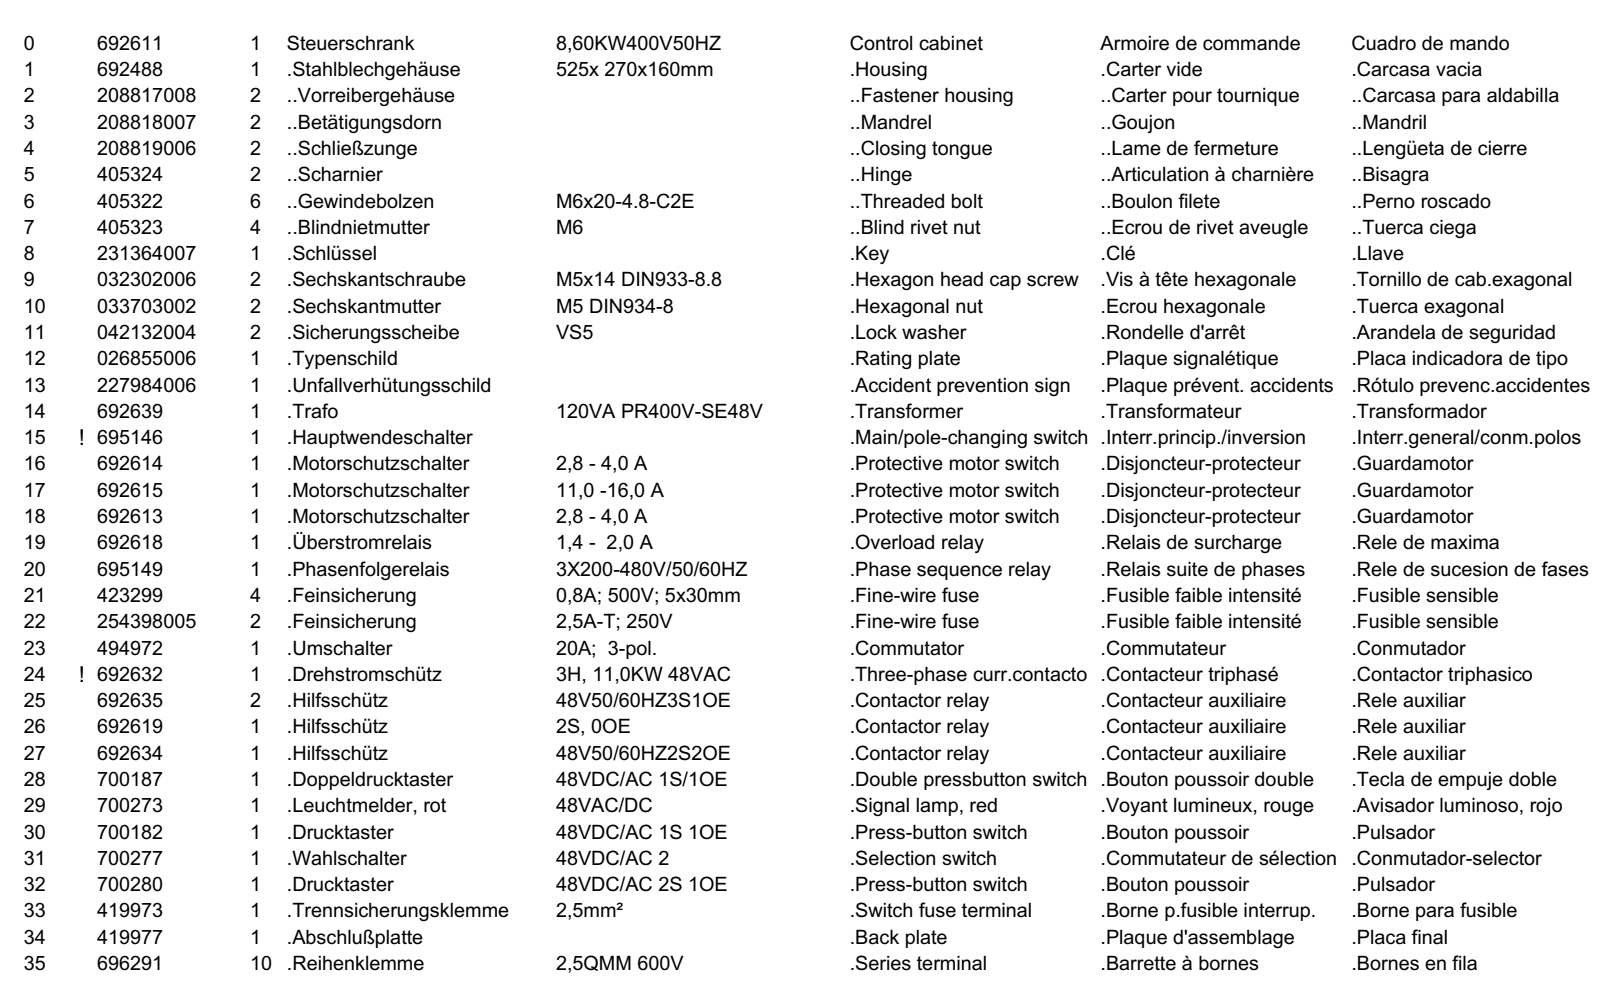 0 692611 1 Steuerschrank 8,60KW400V50HZ Control cabinet Armoire de commande Cuadro de mando
1 692488 1 .Stahlblechgehäuse 525x 270x160mm .Housing .Carter vide .Carcasa vacia
2 208817008 2 ..Vorreibergehäuse ..Fastener housing ..Carter pour tournique ..Carcasa para aldabilla
3 208818007 2 ..Betätigungsdorn ..Mandrel ..Goujon ..Mandril
4 208819006 2 ..Schließzunge ..Closing tongue ..Lame de fermeture ..Lengüeta de cierre
5 405324 2 ..Scharnier ..Hinge ..Articulation à charnière ..Bisagra
6 405322 6 ..Gewindebolzen M6x20-4.8-C2E ..Threaded bolt ..Boulon filete ..Perno roscado
7 405323 4 ..Blindnietmutter M6 ..Blind rivet nut ..Ecrou de rivet aveugle ..Tuerca ciega
8 231364007 1 .Schlüssel .Key .Clé .Llave
9 032302006 2 .Sechskantschraube M5x14 DIN933-8.8 .Hexagon head cap screw .Vis à tête hexagonale .Tornillo de cab.exagonal
10 033703002 2 .Sechskantmutter M5 DIN934-8 .Hexagonal nut .Ecrou hexagonale .Tuerca exagonal
11 042132004 2 .Sicherungsscheibe VS5 .Lock washer .Rondelle d'arrêt .Arandela de seguridad
12 026855006 1 .Typenschild .Rating plate .Plaque signalétique .Placa indicadora de tipo
13 227984006 1 .Unfallverhütungsschild .Accident prevention sign .Plaque prévent. accidents .Rótulo prevenc.accidentes
14 692639 1 .Trafo 120VA PR400V-SE48V .Transformer .Transformateur .Transformador
15 ! 695146 1 .Hauptwendeschalter .Main/pole-changing switch .Interr.princip./inversion .Interr.general/conm.polos
16 692614 1 .Motorschutzschalter 2,8 - 4,0 A .Protective motor switch .Disjoncteur-protecteur .Guardamotor
17 692615 1 .Motorschutzschalter 11,0 -16,0 A .Protective motor switch .Disjoncteur-protecteur .Guardamotor
18 692613 1 .Motorschutzschalter 2,8 - 4,0 A .Protective motor switch .Disjoncteur-protecteur .Guardamotor
19 692618 1 .Überstromrelais 1,4 - 2,0 A .Overload relay .Relais de surcharge .Rele de maxima
20 695149 1 .Phasenfolgerelais 3X200-480V/50/60HZ .Phase sequence relay .Relais suite de phases .Rele de sucesion de fases
21 423299 4 .Feinsicherung 0,8A; 500V; 5x30mm .Fine-wire fuse .Fusible faible intensité .Fusible sensible
22 254398005 2 .Feinsicherung 2,5A-T; 250V .Fine-wire fuse .Fusible faible intensité .Fusible sensible
23 494972 1 .Umschalter 20A; 3-pol. .Commutator .Commutateur .Conmutador
24 ! 692632 1 .Drehstromschütz 3H, 11,0KW 48VAC .Three-phase curr.contacto .Contacteur triphasé .Contactor triphasico
25 692635 2 .Hilfsschütz 48V50/60HZ3S1OE .Contactor relay .Contacteur auxiliaire .Rele auxiliar
26 692619 1 .Hilfsschütz 2S, 0OE .Contactor relay .Contacteur auxiliaire .Rele auxiliar
27 692634 1 .Hilfsschütz 48V50/60HZ2S2OE .Contactor relay .Contacteur auxiliaire .Rele auxiliar
28 700187 1 .Doppeldrucktaster 48VDC/AC 1S/1OE .Double pressbutton switch .Bouton poussoir double .Tecla de empuje doble
29 700273 1 .Leuchtmelder, rot 48VAC/DC .Signal lamp, red .Voyant lumineux, rouge .Avisador luminoso, rojo
30 700182 1 .Drucktaster 48VDC/AC 1S 1OE .Press-button switch .Bouton poussoir .Pulsador
31 700277 1 .Wahlschalter 48VDC/AC 2 .Selection switch .Commutateur de sélection .Conmutador-selector
32 700280 1 .Drucktaster 48VDC/AC 2S 1OE .Press-button switch .Bouton poussoir .Pulsador
33 419973 1 .Trennsicherungsklemme 2,5mm² .Switch fuse terminal .Borne p.fusible interrup. .Borne para fusible
34 419977 1 .Abschlußplatte .Back plate .Plaque d'assemblage .Placa final
35 696291 10 .Reihenklemme 2,5QMM 600V .Series terminal .Barrette à bornes .Bornes en fila